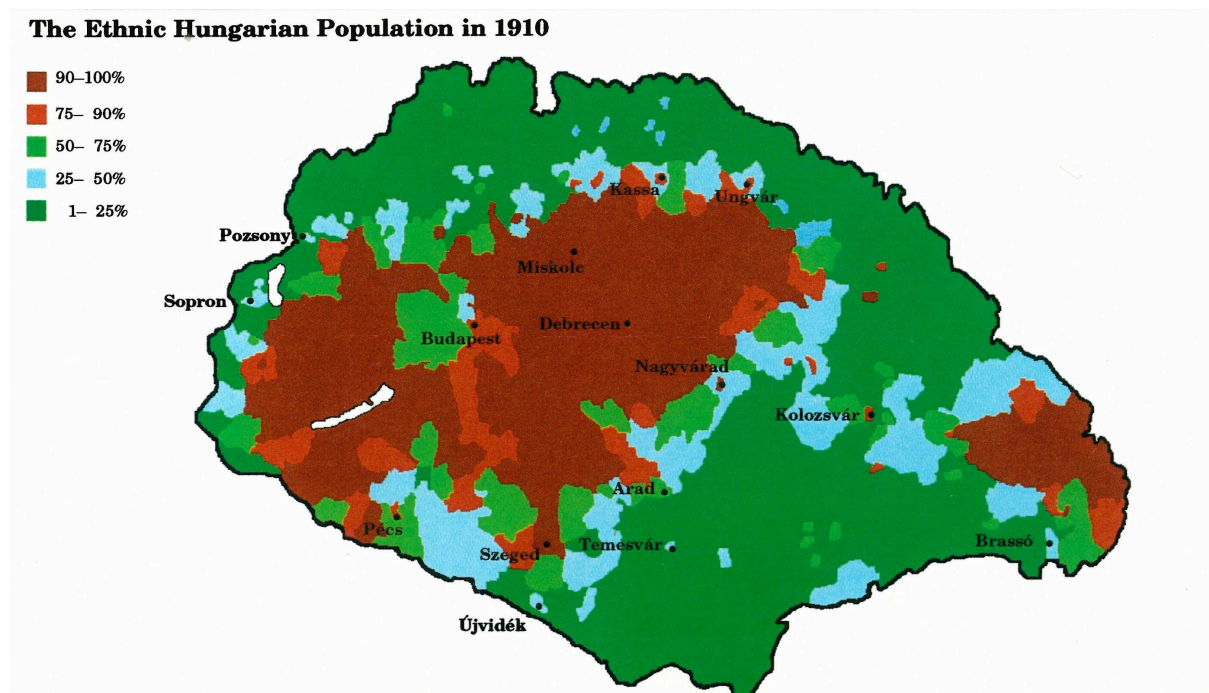 The Ethnic Hungarian Population in 1910
90–100%
75– 90%
50– 75%
25– 50%
1– 25%
Kassa
Ungvár
Pozsony
Miskolc
Sopron
Debrecen
Budapest
Nagyvárad
Kolozsvár
Arad
Pécs
Szeged
Temesvár
Brassó
Újvidék